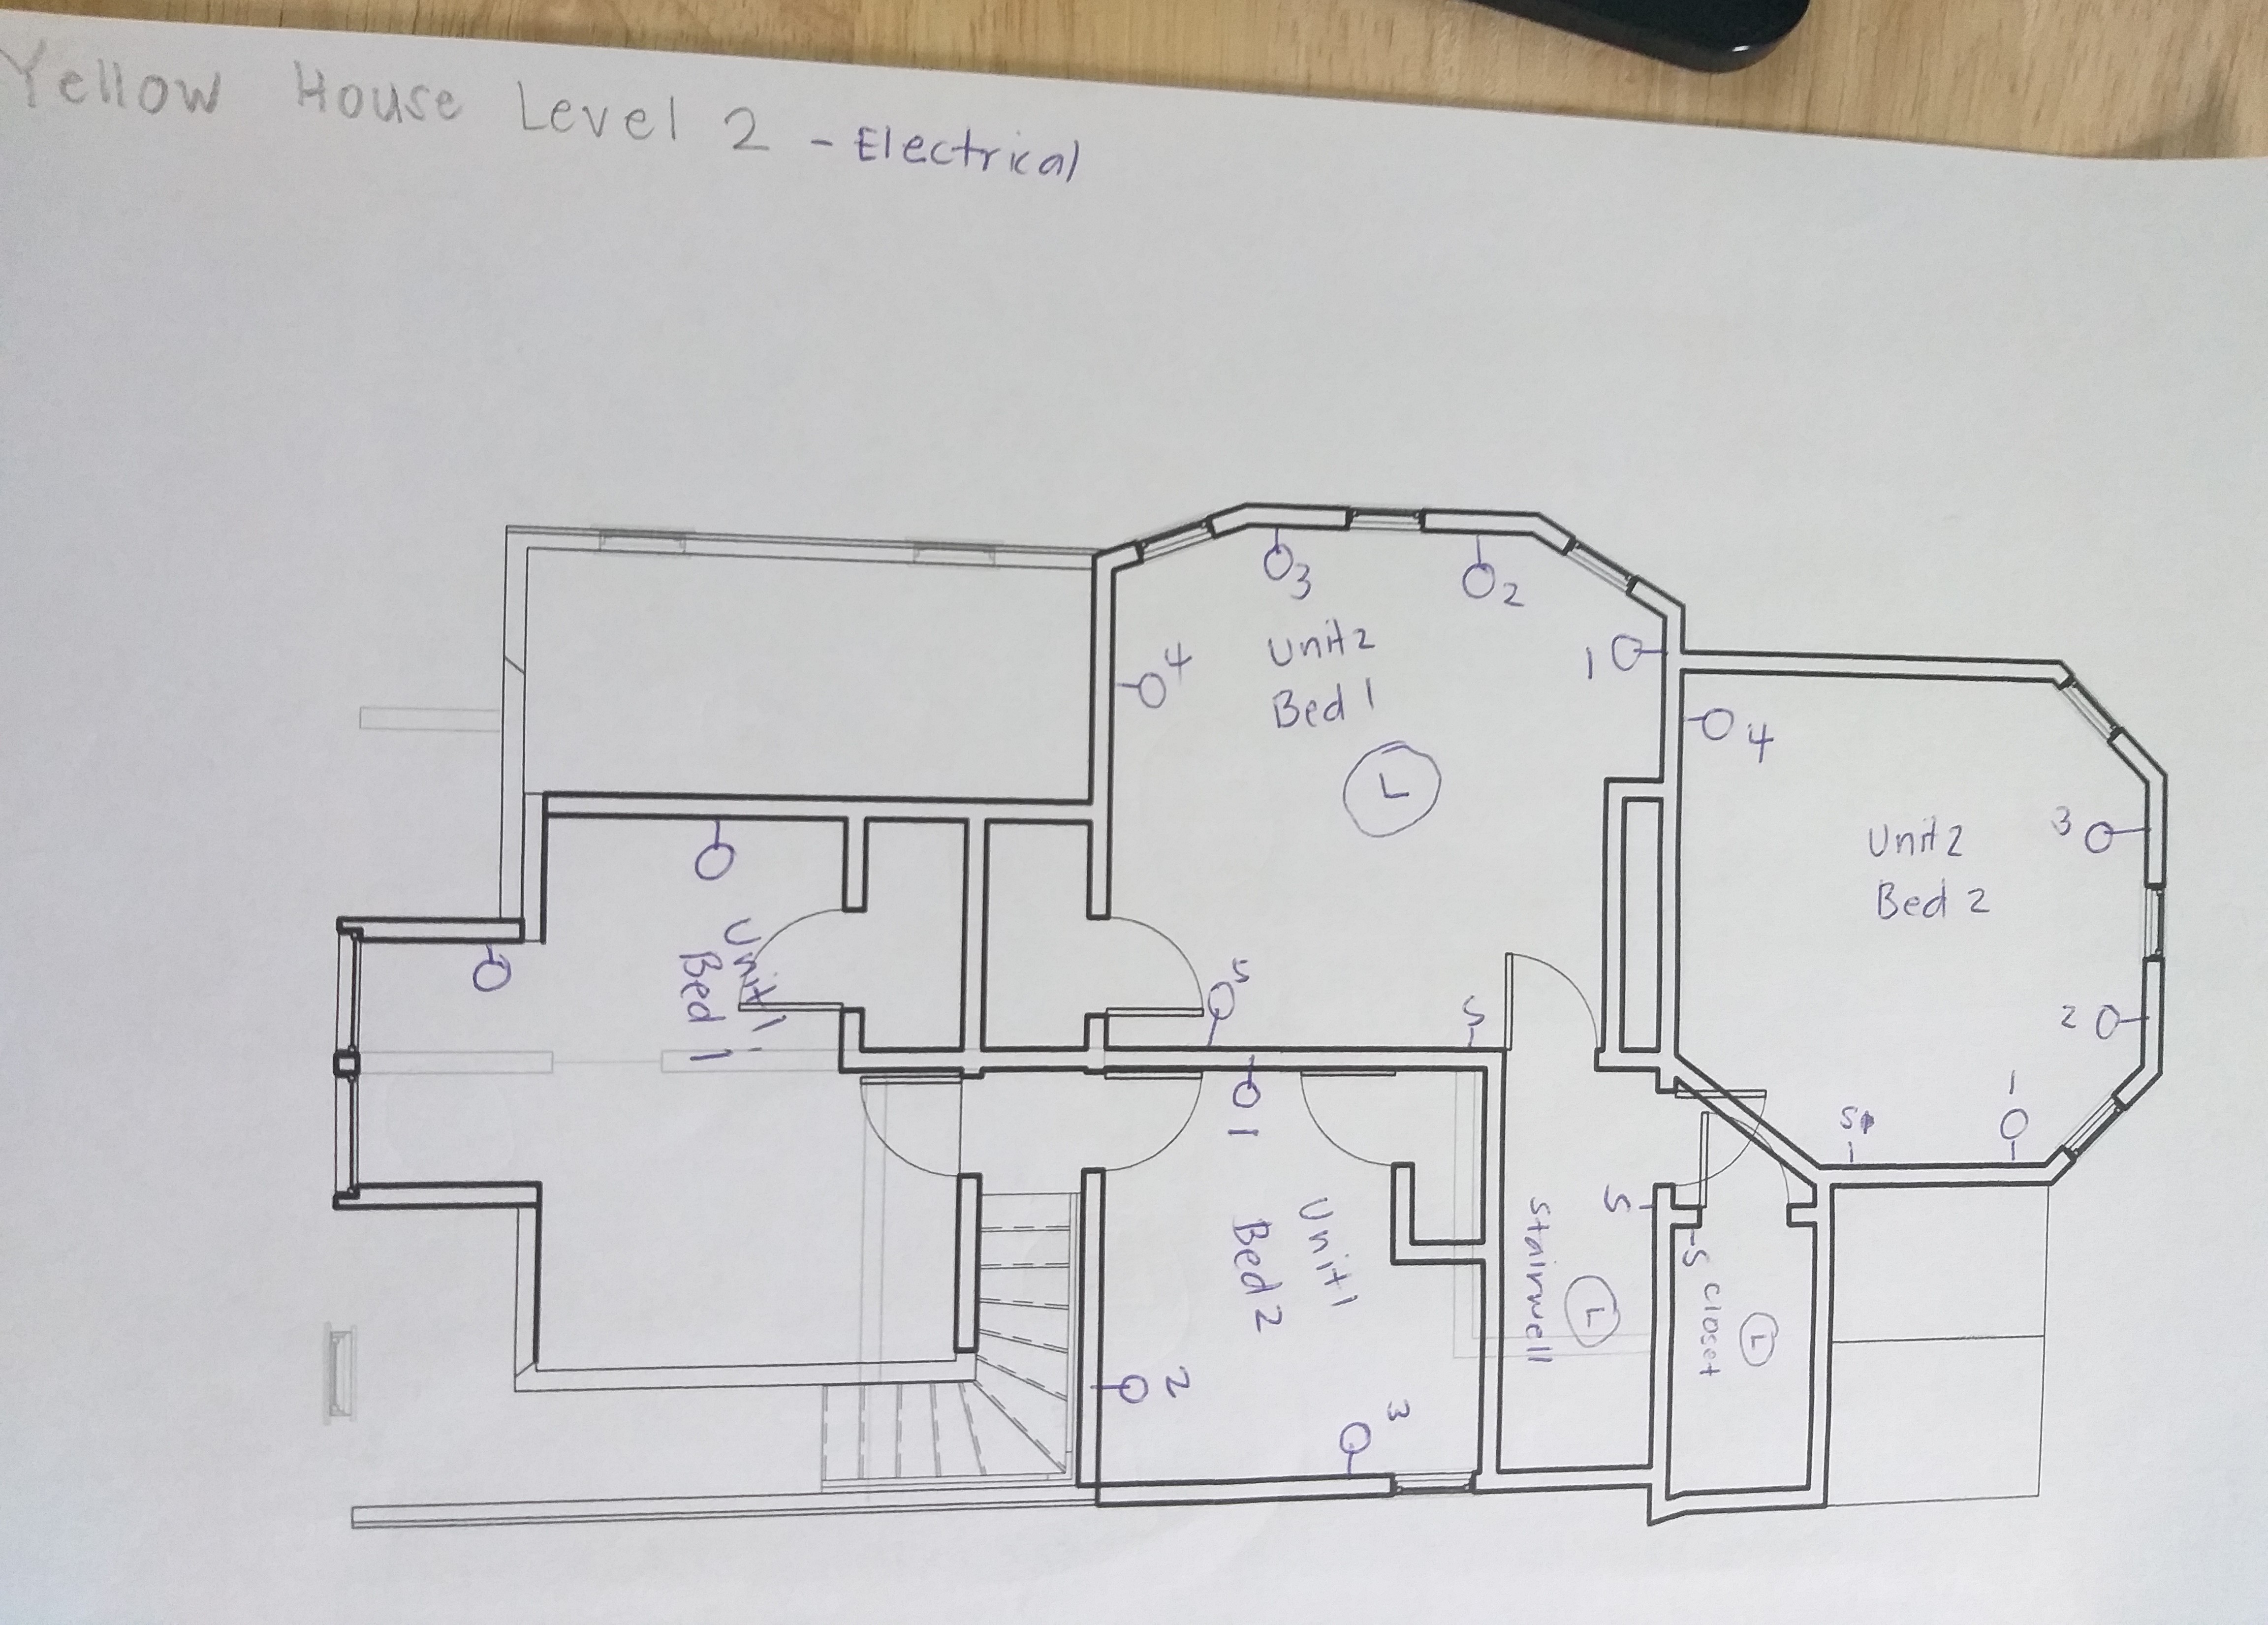 Yellow House Level 2 - Electrical
3
2
Unit 2
Bed 1
1
4
L
4
Unit 2
Bed 2
3
2
1
S
5
S
Unit 1
Bed 1
1
Unit 1
Bed 2
2
3
S
Stairwell
L
S
Closet
L